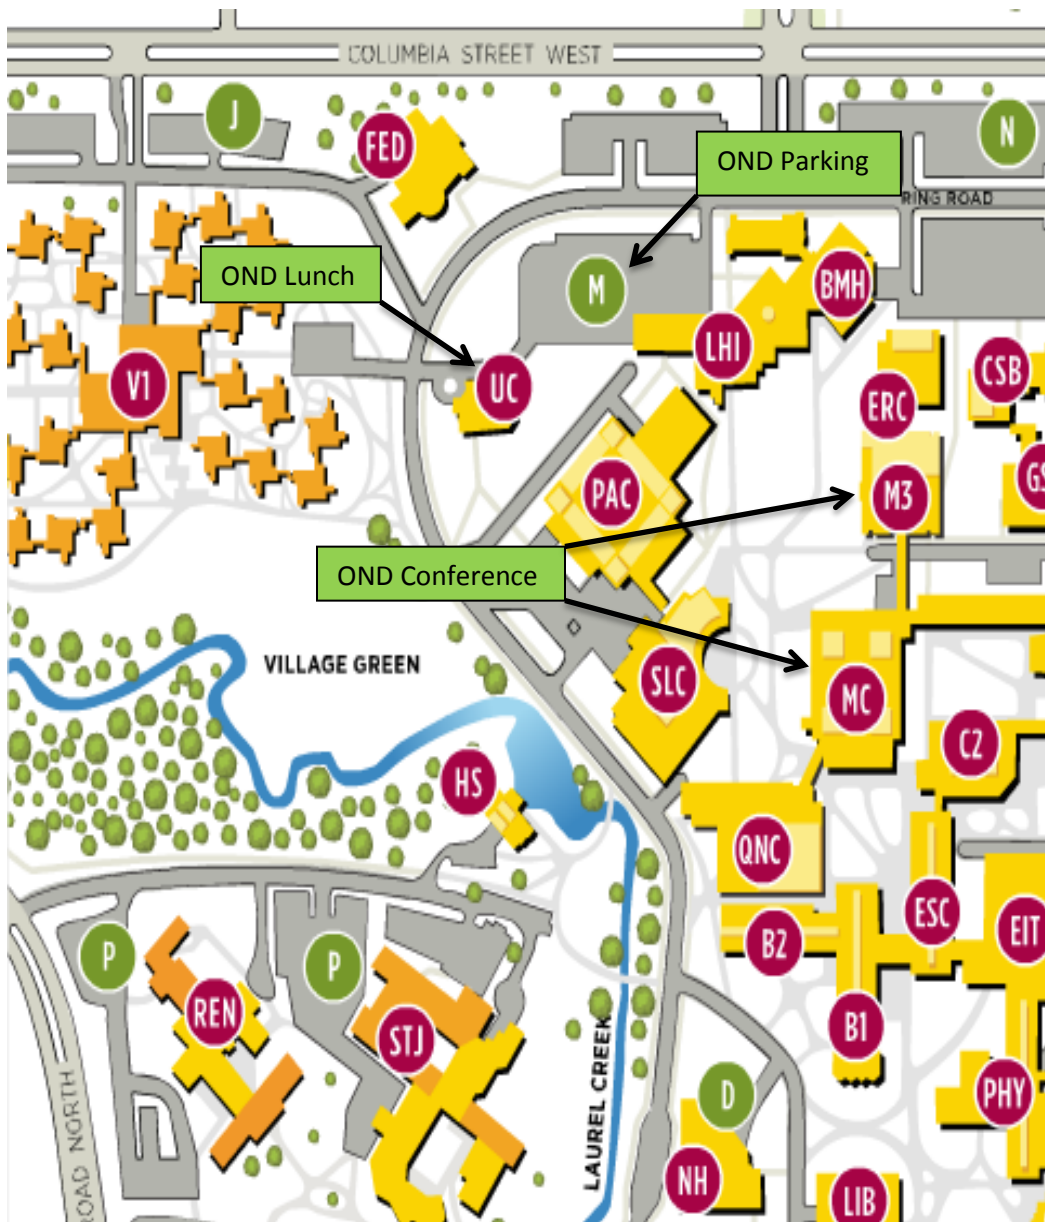 COLUMBIA STREET WEST
J
N
FED
OND Parking
RING ROAD
OND Lunch
M
BMH
LHI
CSB
V1
UC
ERC
PAC
M3
OND Conference
VILLAGE GREEN
SLC
MC
C2
HS
QNC
ESC
EIT
B2
P
P
REN
STJ
B1
LAUREL CREEK
D
PHY
ROAD NORTH
NH
LIB